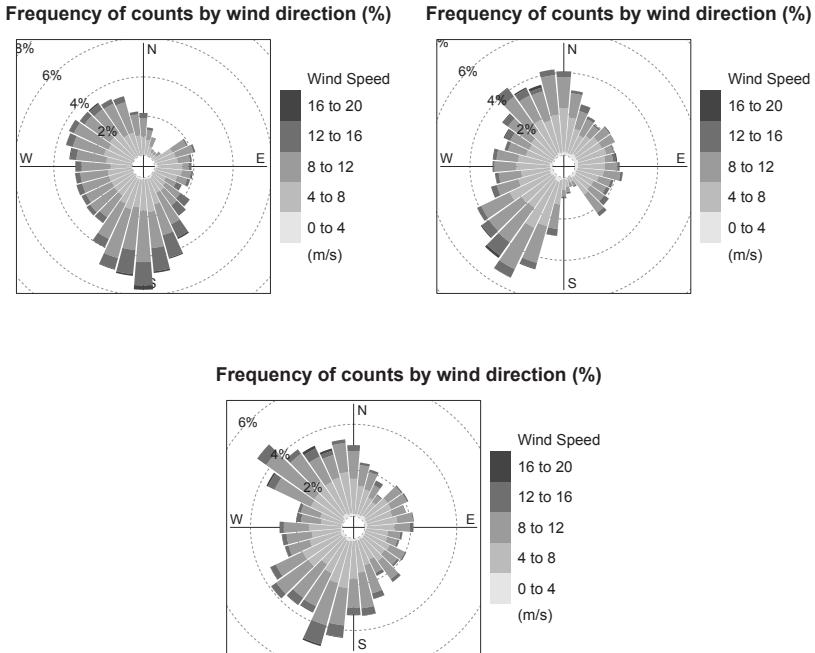 Frequency of counts by wind direction (%)
8%
6%
4%
2%
N
W
E
S
Wind Speed
16 to 20
12 to 16
8 to 12
4 to 8
0 to 4
(m/s)
Frequency of counts by wind direction (%)
%
6%
4%
2%
N
W
E
S
Wind Speed
16 to 20
12 to 16
8 to 12
4 to 8
0 to 4
(m/s)
Frequency of counts by wind direction (%)
6%
4%
2%
N
W
E
S
Wind Speed
16 to 20
12 to 16
8 to 12
4 to 8
0 to 4
(m/s)